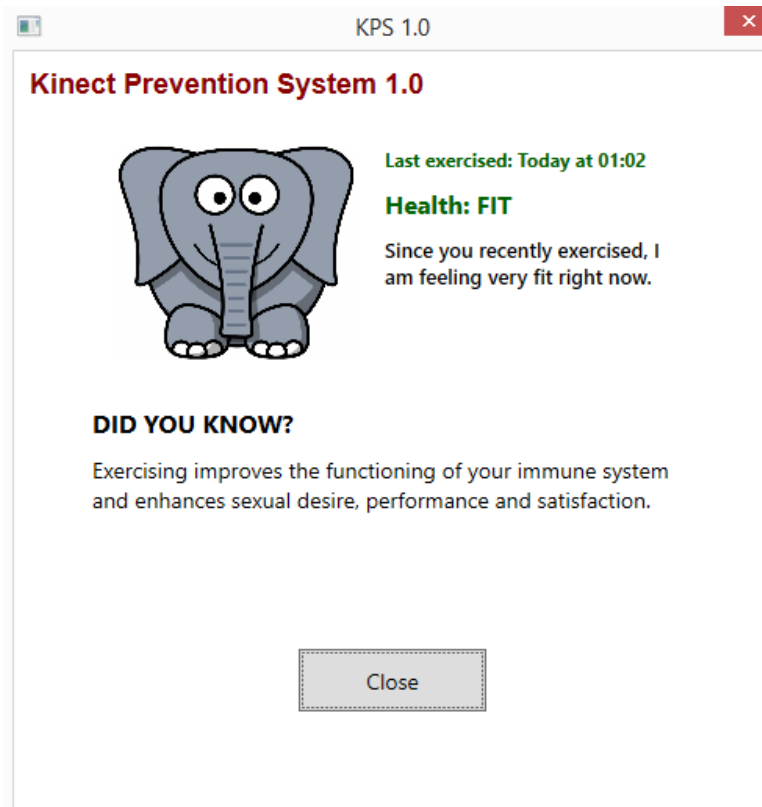 KPS 1.0
Kinect Prevention System 1.0
Last exercised: Today at 01:02
Health: FIT
Since you recently exercised, I
am feeling very fit right now.
DID YOU KNOW?
Exercising improves the functioning of your immune system
and enhances sexual desire, performance and satisfaction.
Close